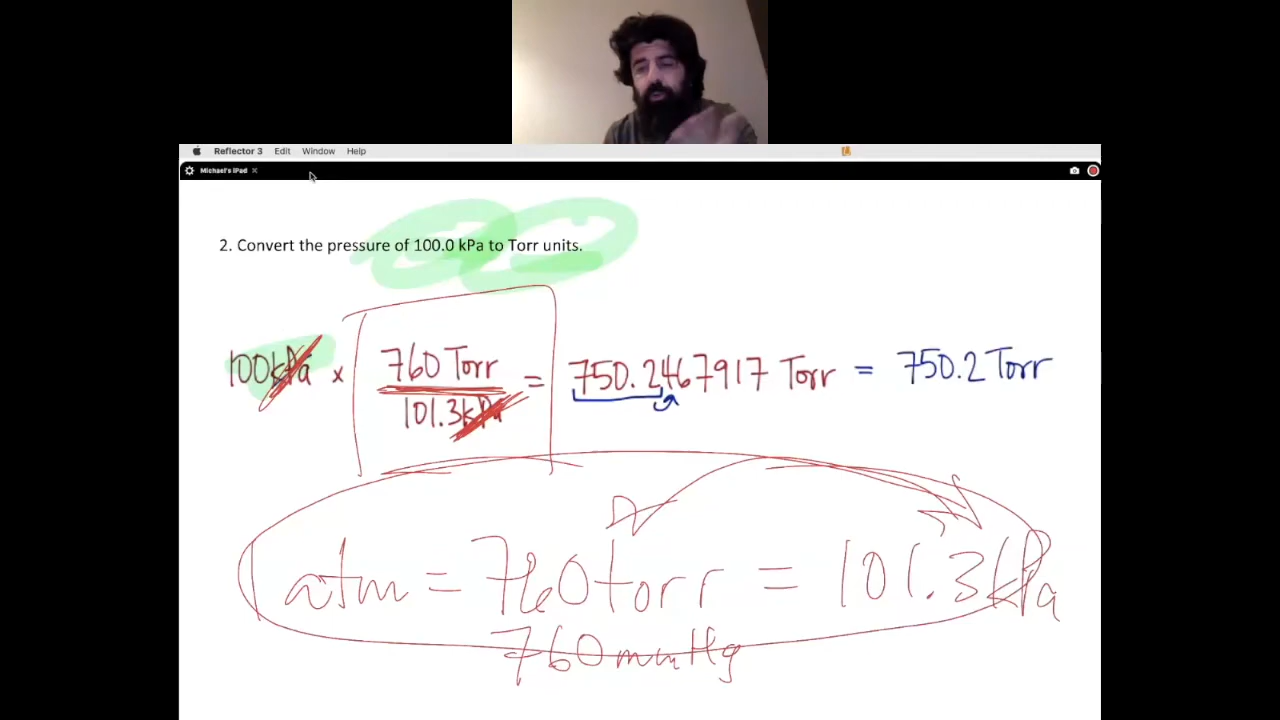 Reflector 3 Edit Window Help
Michael's iPad
2. Convert the pressure of 100.0 kPa to Torr units.
100kPa x 760 Torr / 101.3kPa = 750.2467917 Torr = 750.2 Torr
1 atm = 760 torr = 101.3 kPa
760 mmHg